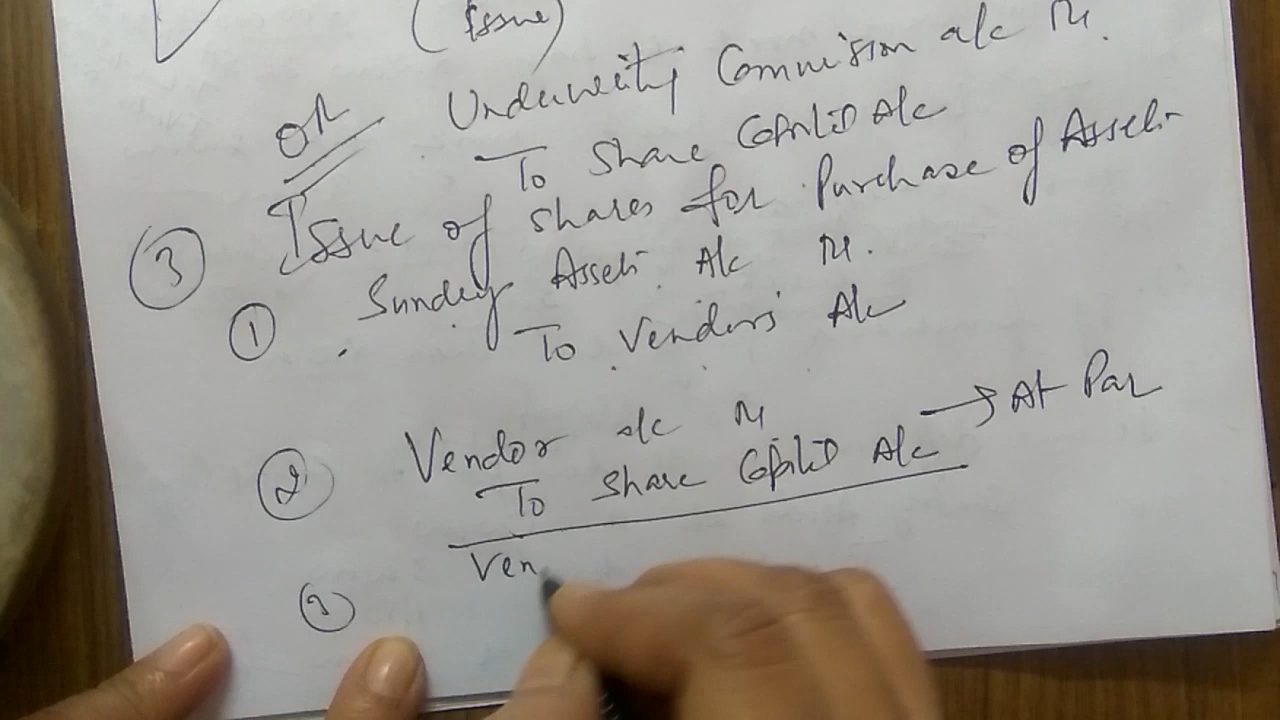 (Issue)
or Underwriting Commission a/c Dr.
To Share Capital A/c
③ Issue of shares for Purchase of Assets
① Sundry Assets A/c Dr.
To Vendors' A/c
② Vendor a/c Dr
To Share Capital A/c → At Par
Ven